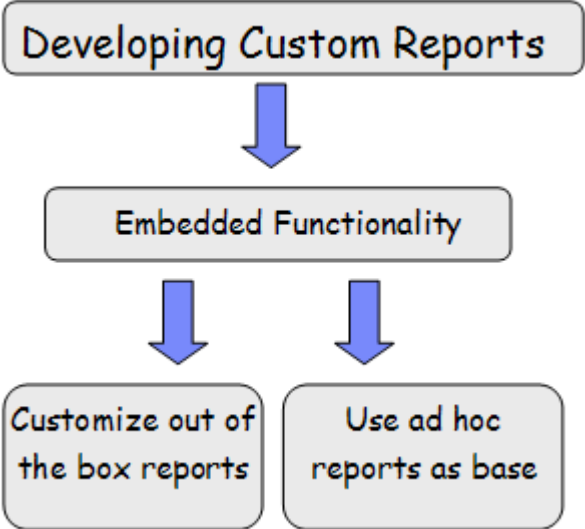 Developing Custom Reports
Embedded Functionality
Customize out of
the box reports
Use ad hoc
reports as base